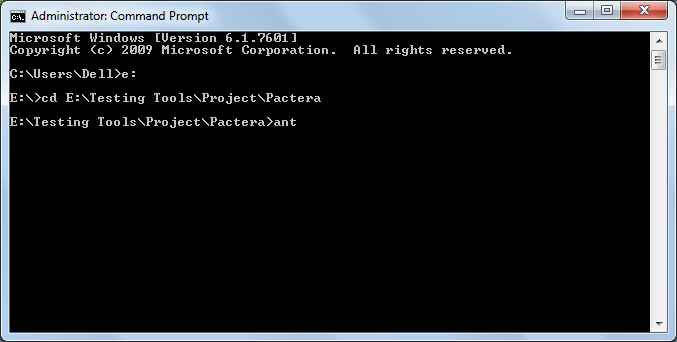 Administrator: Command Prompt
Microsoft Windows [Version 6.1.7601]
Copyright (c) 2009 Microsoft Corporation.  All rights reserved.
C:\Users\Dell>e:
E:\>cd E:\Testing Tools\Project\Pactera
E:\Testing Tools\Project\Pactera>ant